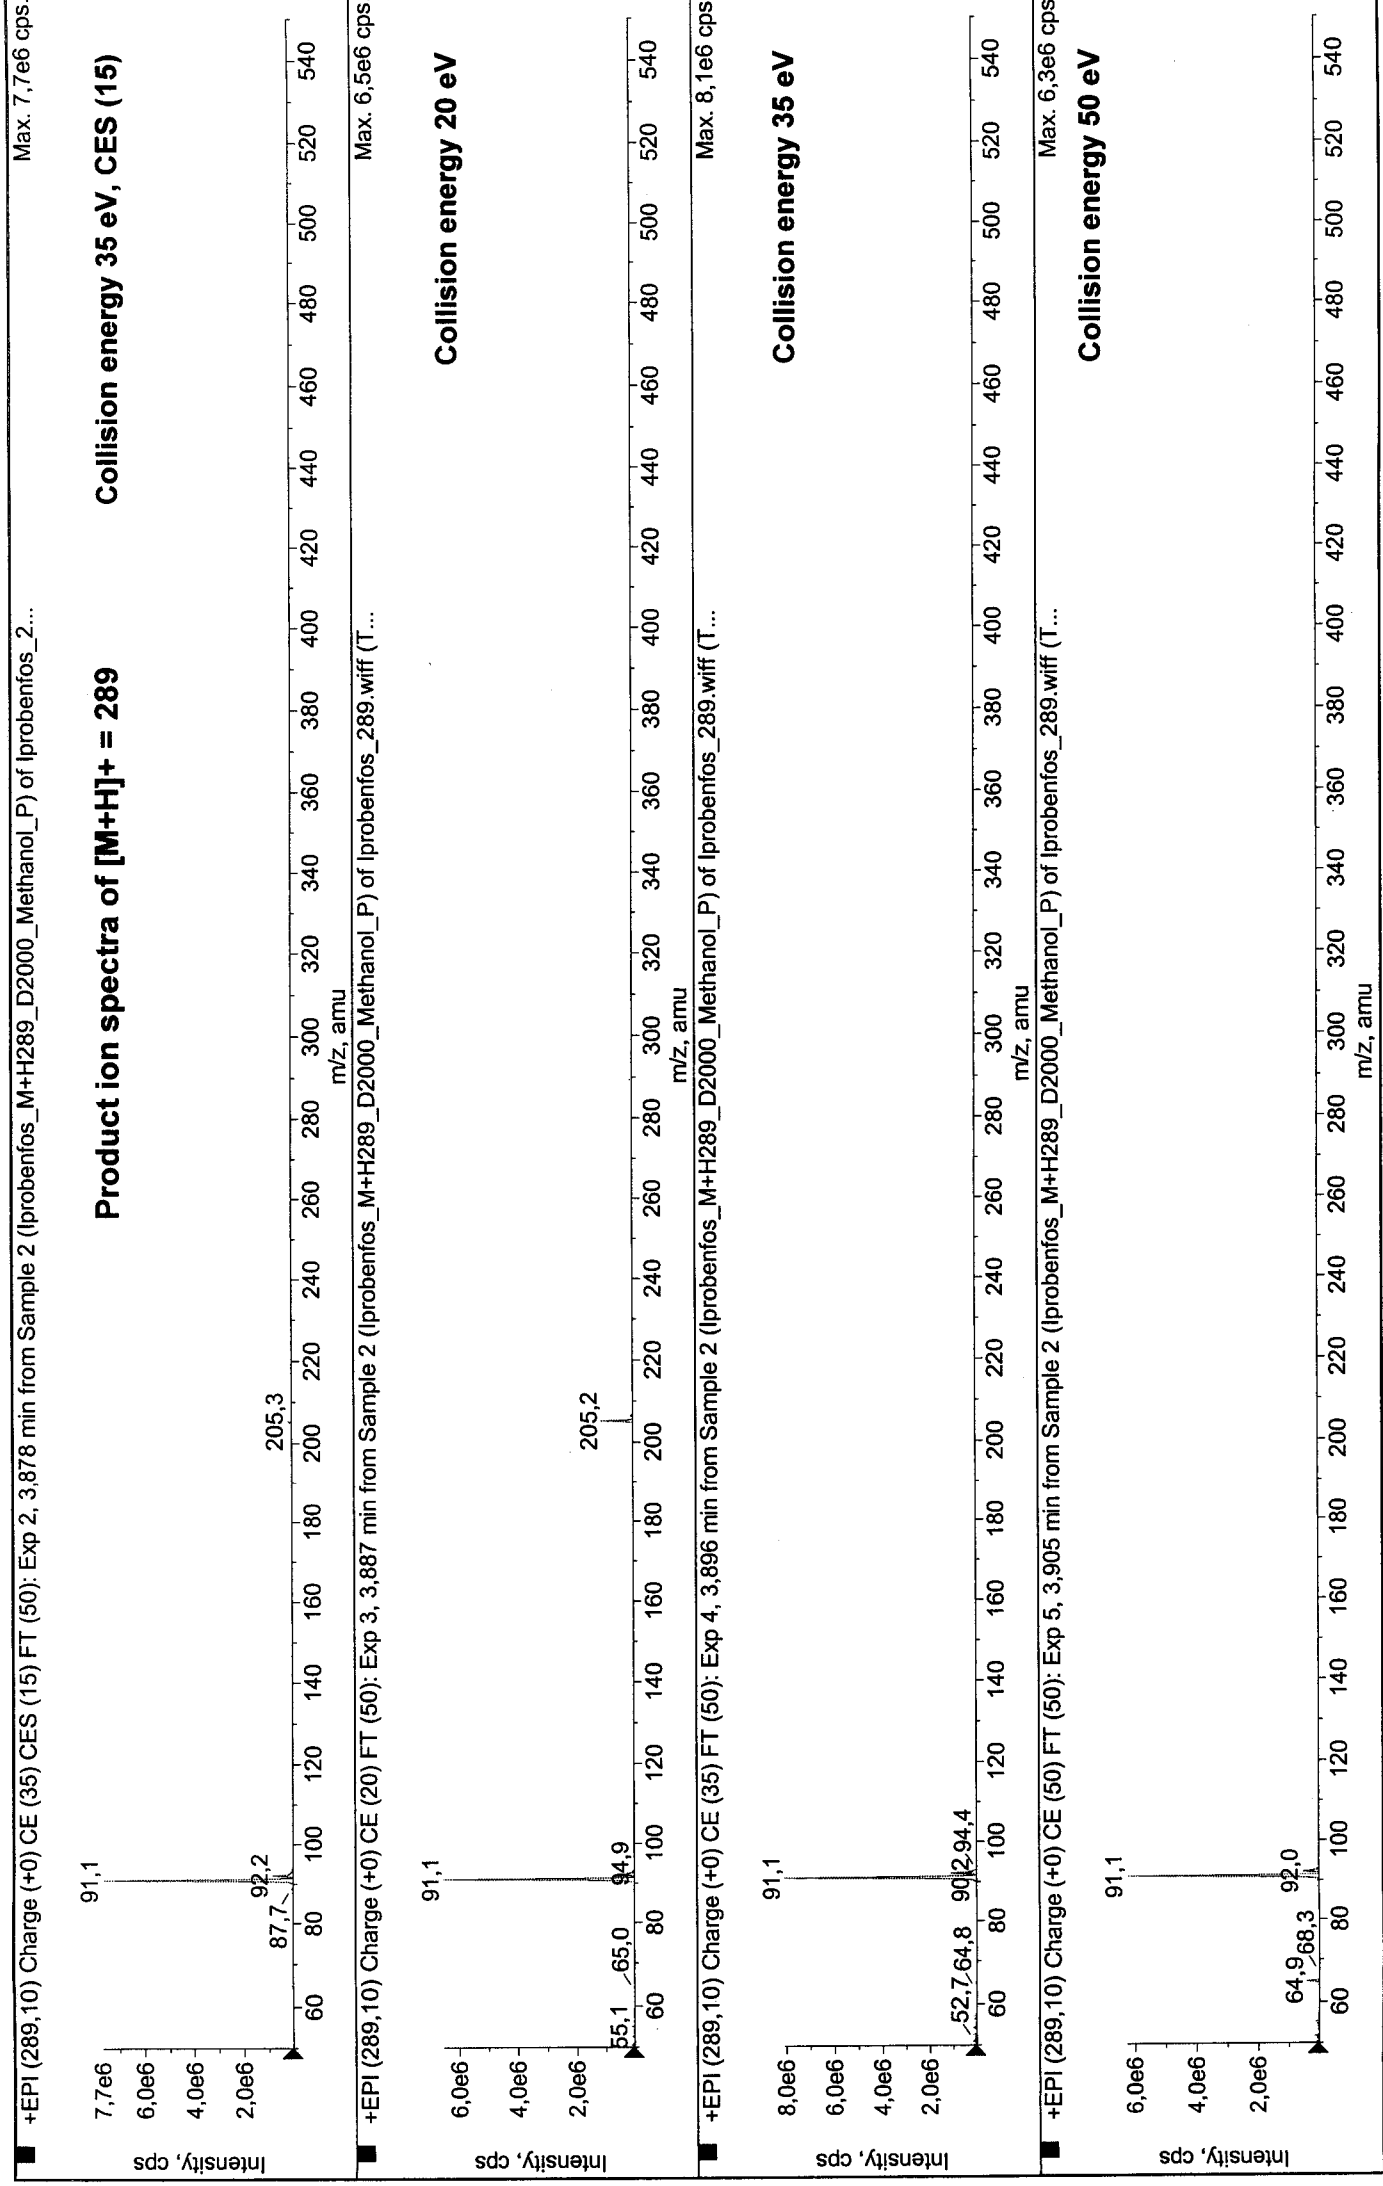 +EPI (289,10) Charge (+0) CE (35) CES (15) FT (50): Exp 2, 3,878 min from Sample 2 (Iprobenfos_M+H289_D2000_Methanol_P) of Iprobenfos_2...
Max. 7,7e6 cps.
Product ion spectra of [M+H]+ = 289
Collision energy 35 eV, CES (15)
Intensity, cps
7,7e6
6,0e6
4,0e6
2,0e6
91,1
92,2
87,7
205,3
60 80 100 120 140 160 180 200 220 240 260 280 300 320 340 360 380 400 420 440 460 480 500 520 540
m/z, amu
+EPI (289,10) Charge (+0) CE (20) FT (50): Exp 3, 3,887 min from Sample 2 (Iprobenfos_M+H289_D2000_Methanol_P) of Iprobenfos_289.wiff (T...
Max. 6,5e6 cps
Collision energy 20 eV
Intensity, cps
6,0e6
4,0e6
2,0e6
91,1
205,2
55,1
65,0
94,9
60 80 100 120 140 160 180 200 220 240 260 280 300 320 340 360 380 400 420 440 460 480 500 520 540
m/z, amu
+EPI (289,10) Charge (+0) CE (35) FT (50): Exp 4, 3,896 min from Sample 2 (Iprobenfos_M+H289_D2000_Methanol_P) of Iprobenfos_289.wiff (T...
Max. 8,1e6 cps
Collision energy 35 eV
Intensity, cps
8,0e6
6,0e6
4,0e6
2,0e6
91,1
52,7
64,8
94,4
60 80 100 120 140 160 180 200 220 240 260 280 300 320 340 360 380 400 420 440 460 480 500 520 540
m/z, amu
+EPI (289,10) Charge (+0) CE (50) FT (50): Exp 5, 3,905 min from Sample 2 (Iprobenfos_M+H289_D2000_Methanol_P) of Iprobenfos_289.wiff (T...
Max. 6,3e6 cps
Collision energy 50 eV
Intensity, cps
6,0e6
4,0e6
2,0e6
91,1
92,0
64,9
68,3
60 80 100 120 140 160 180 200 220 240 260 280 300 320 340 360 380 400 420 440 460 480 500 520 540
m/z, amu